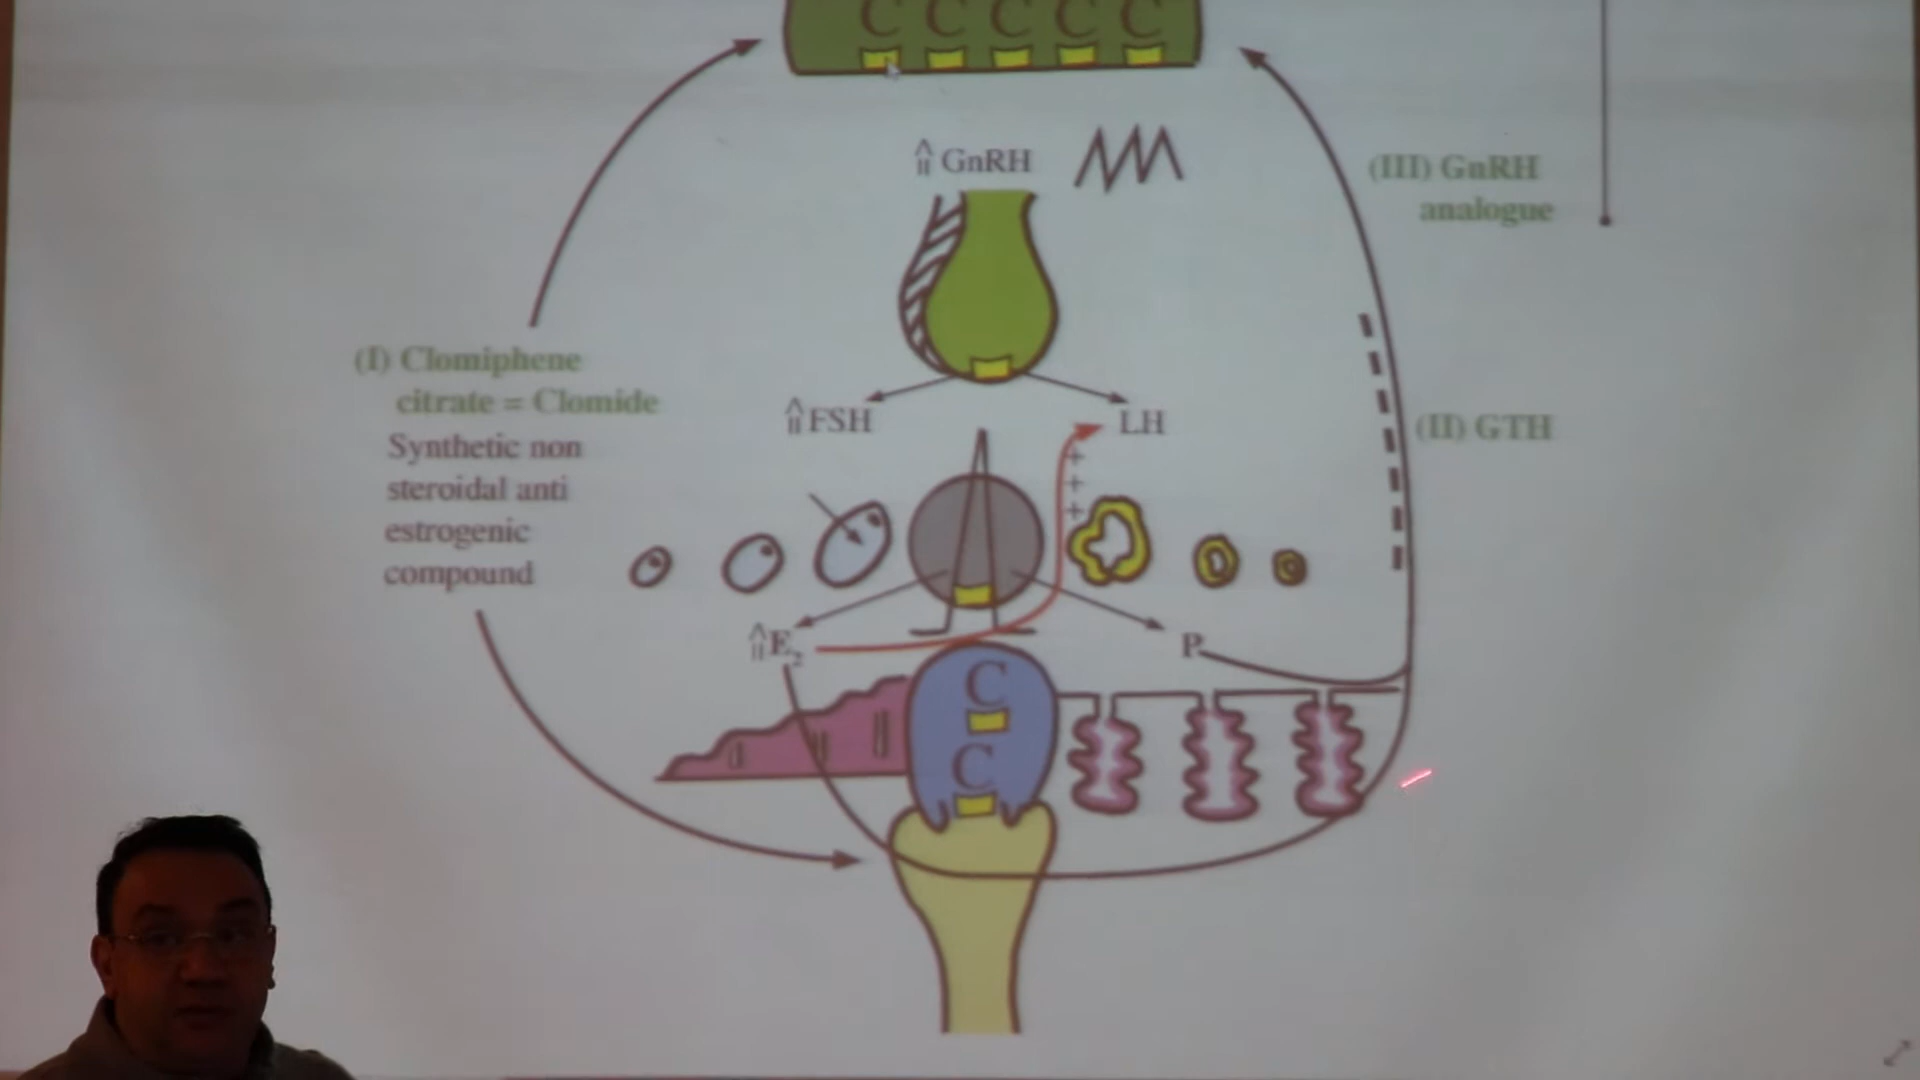 C C C C C
GnRH
(III) GnRH
analogue
(I) Clomiphene
citrate = Clomide
Synthetic non
steroidal anti
estrogenic
compound
FSH
LH
+
+
+
(II) GTH
E2
P
C
C